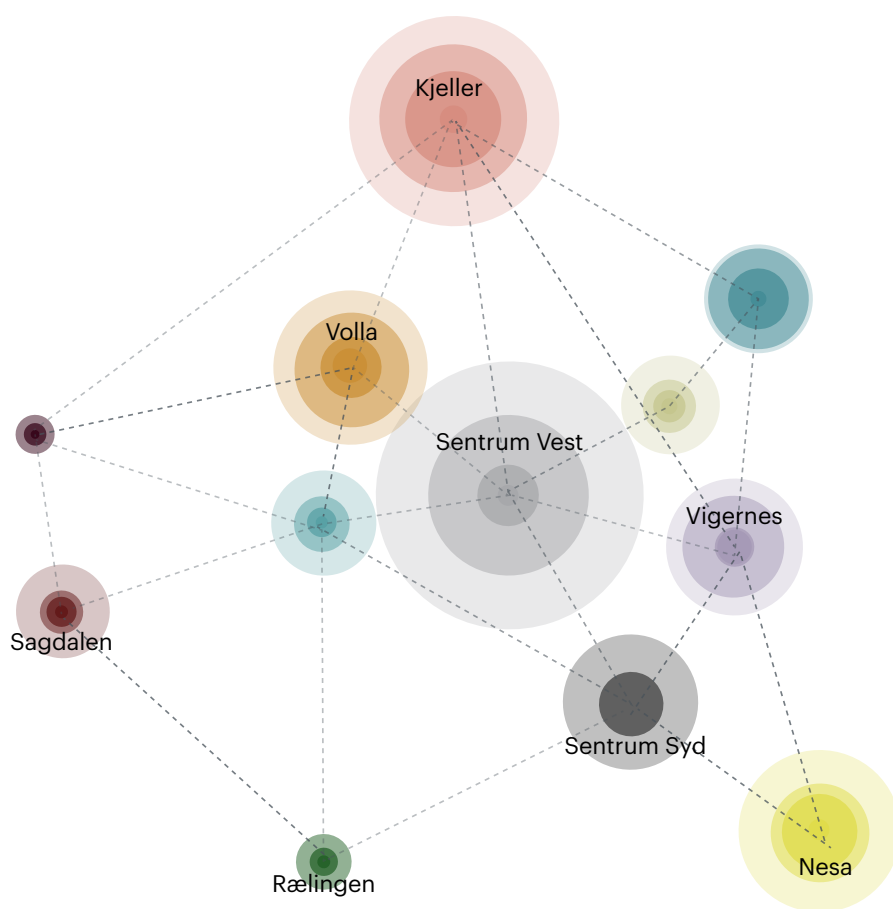 Kjeller
Volla
Sentrum Vest
Vigernes
Sagdalen
Sentrum Syd
Nesa
Rælingen